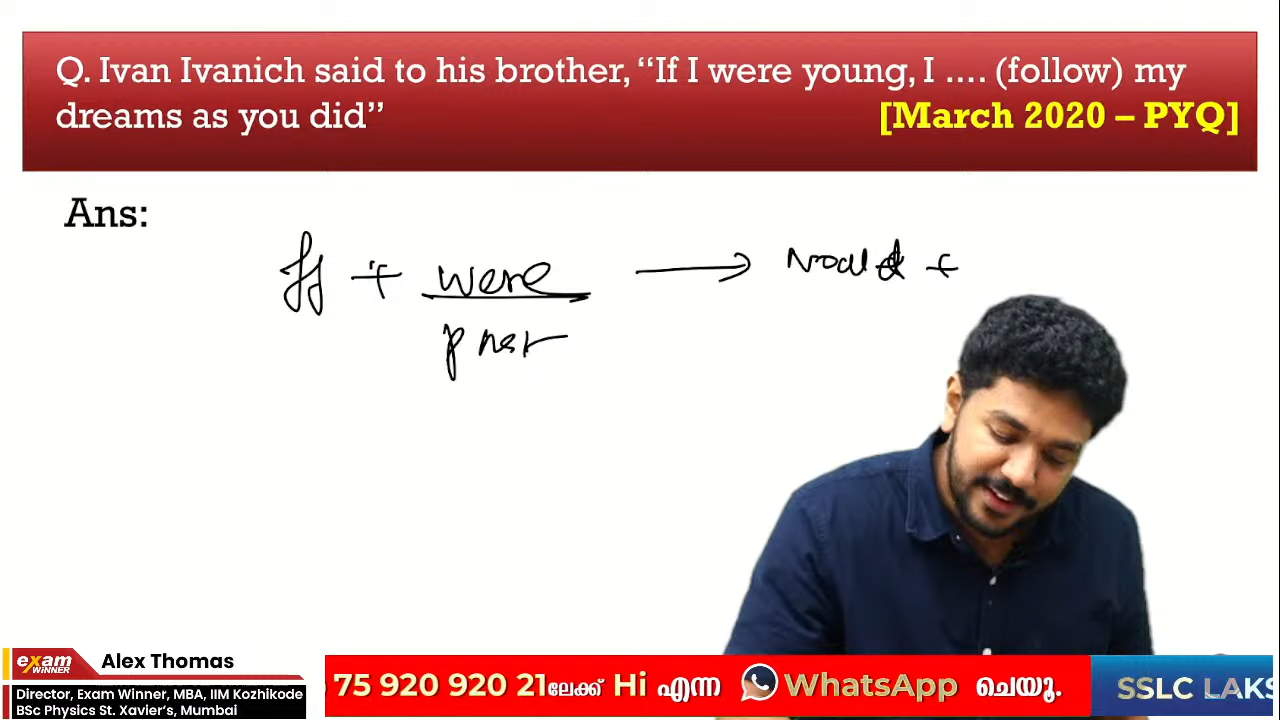 Q. Ivan Ivanich said to his brother, “If I were young, I …. (follow) my
dreams as you did”
[March 2020 – PYQ]
Ans:
If + were → would +
past
exam
WINNER
Alex Thomas
Director, Exam Winner, MBA, IIM Kozhikode
BSc Physics St. Xavier’s, Mumbai
75 920 920 21 ലേക്ക് Hi എന്ന WhatsApp ചെയൂ.
SSLC LAKS